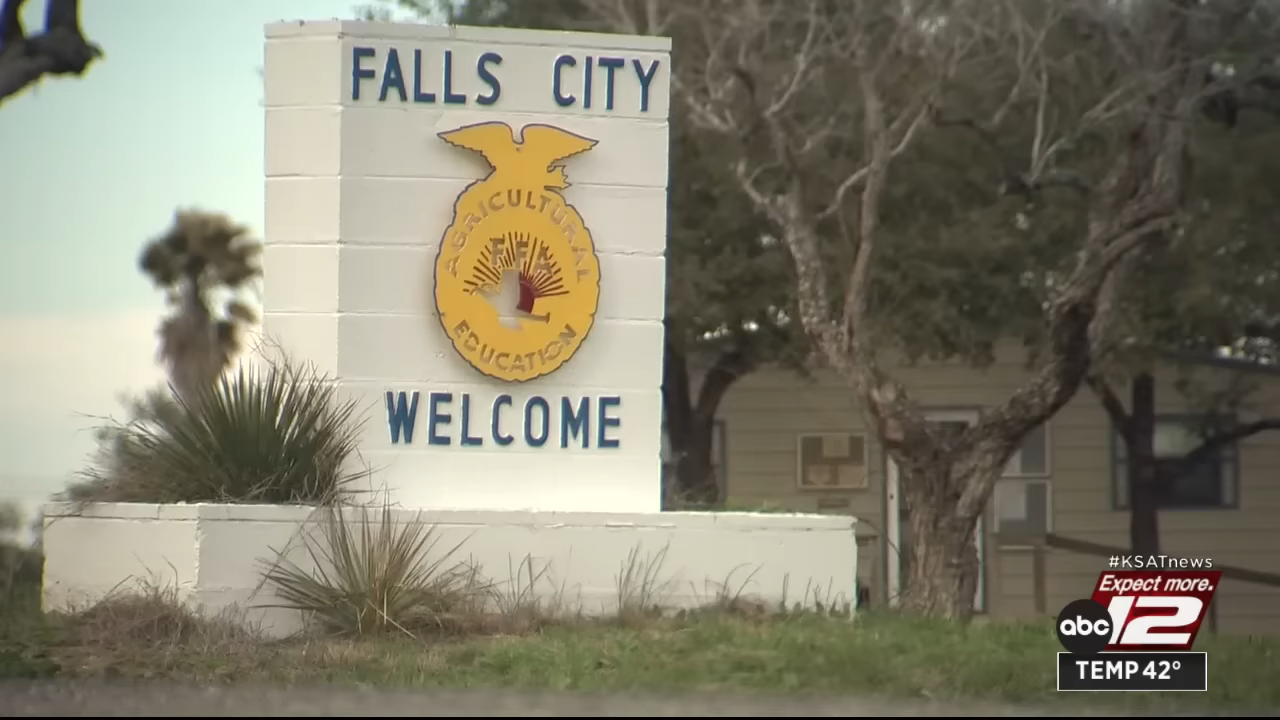 FALLS CITY
AGRICULTURAL
FFA
EDUCATION
WELCOME
#KSATnews
Expect more.
abc 12
TEMP 42°